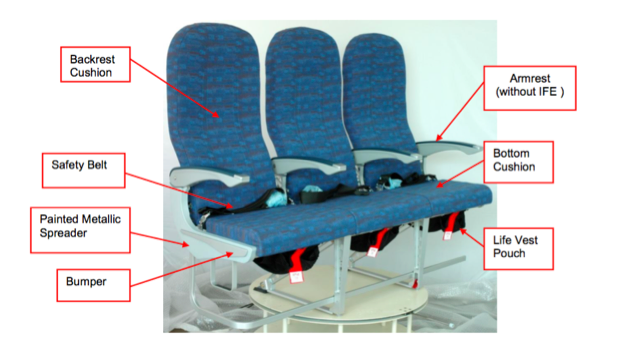 Backrest
Cushion
Safety Belt
Painted Metallic
Spreader
Bumper
Armrest
(without IFE )
Bottom
Cushion
Life Vest
Pouch